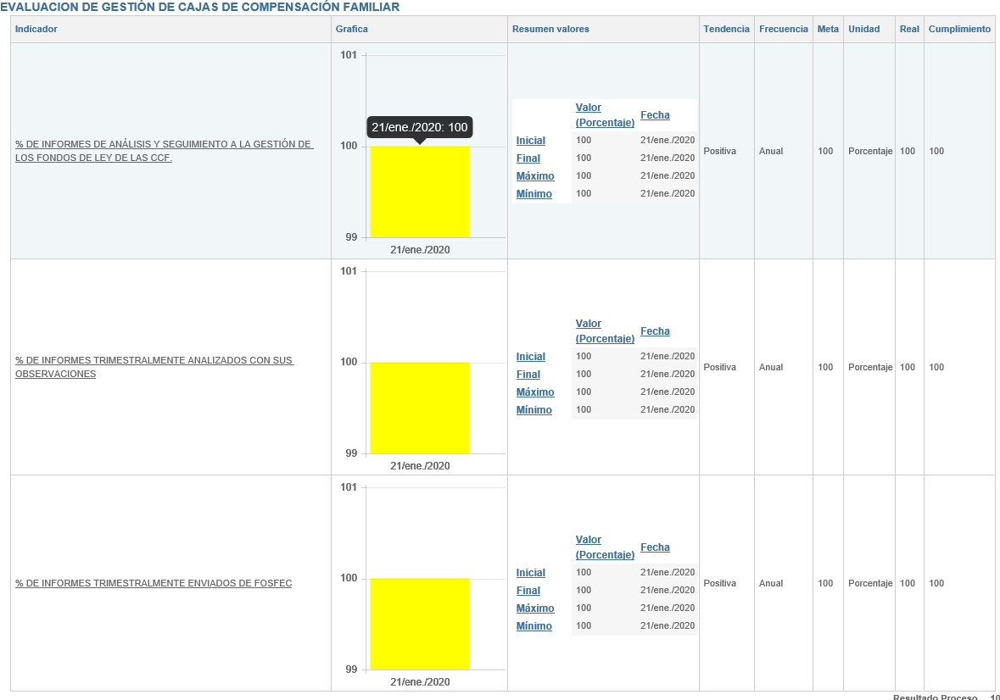 EVALUACION DE GESTIÓN DE CAJAS DE COMPENSACIÓN FAMILIAR
Indicador Grafica Resumen valores Tendencia Frecuencia Meta Unidad Real Cumplimiento
% DE INFORMES DE ANÁLISIS Y SEGUIMIENTO A LA GESTIÓN DE
LOS FONDOS DE LEY DE LAS CCF.
101
21/ene./2020: 100
100
99
21/ene./2020
Valor
(Porcentaje) Fecha
Inicial 100 21/ene./2020
Final 100 21/ene./2020
Máximo 100 21/ene./2020
Mínimo 100 21/ene./2020
Positiva Anual 100 Porcentaje 100 100
% DE INFORMES TRIMESTRALMENTE ANALIZADOS CON SUS
OBSERVACIONES
101
100
99
21/ene./2020
Valor
(Porcentaje) Fecha
Inicial 100 21/ene./2020
Final 100 21/ene./2020
Máximo 100 21/ene./2020
Mínimo 100 21/ene./2020
Positiva Anual 100 Porcentaje 100 100
% DE INFORMES TRIMESTRALMENTE ENVIADOS DE FOSFEC
101
100
99
21/ene./2020
Valor
(Porcentaje) Fecha
Inicial 100 21/ene./2020
Final 100 21/ene./2020
Máximo 100 21/ene./2020
Mínimo 100 21/ene./2020
Positiva Anual 100 Porcentaje 100 100
Resultado Proceso 10